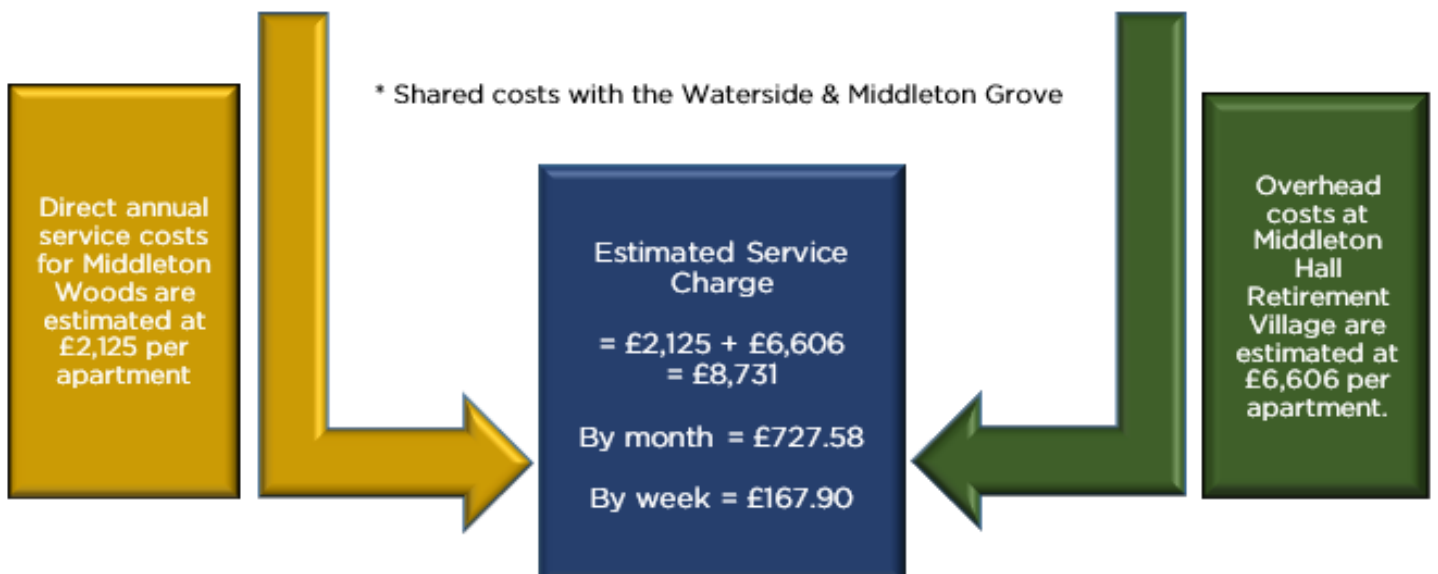 * Shared costs with the Waterside & Middleton Grove
Direct annual
service costs
for Middleton
Woods are
estimated at
£2,125 per
apartment
Estimated Service
Charge
= £2,125 + £6,606
= £8,731
By month = £727.58
By week = £167.90
Overhead
costs at
Middleton
Hall
Retirement
Village are
estimated at
£6,606 per
apartment.